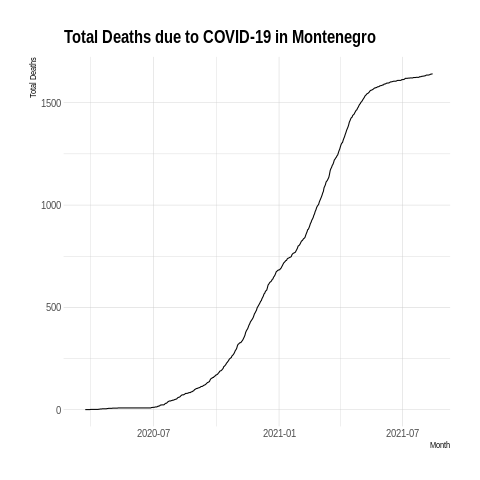 Total Deaths due to COVID-19 in Montenegro
Total Deaths
1500
1000
500
0
2020-07
2021-01
2021-07
Month